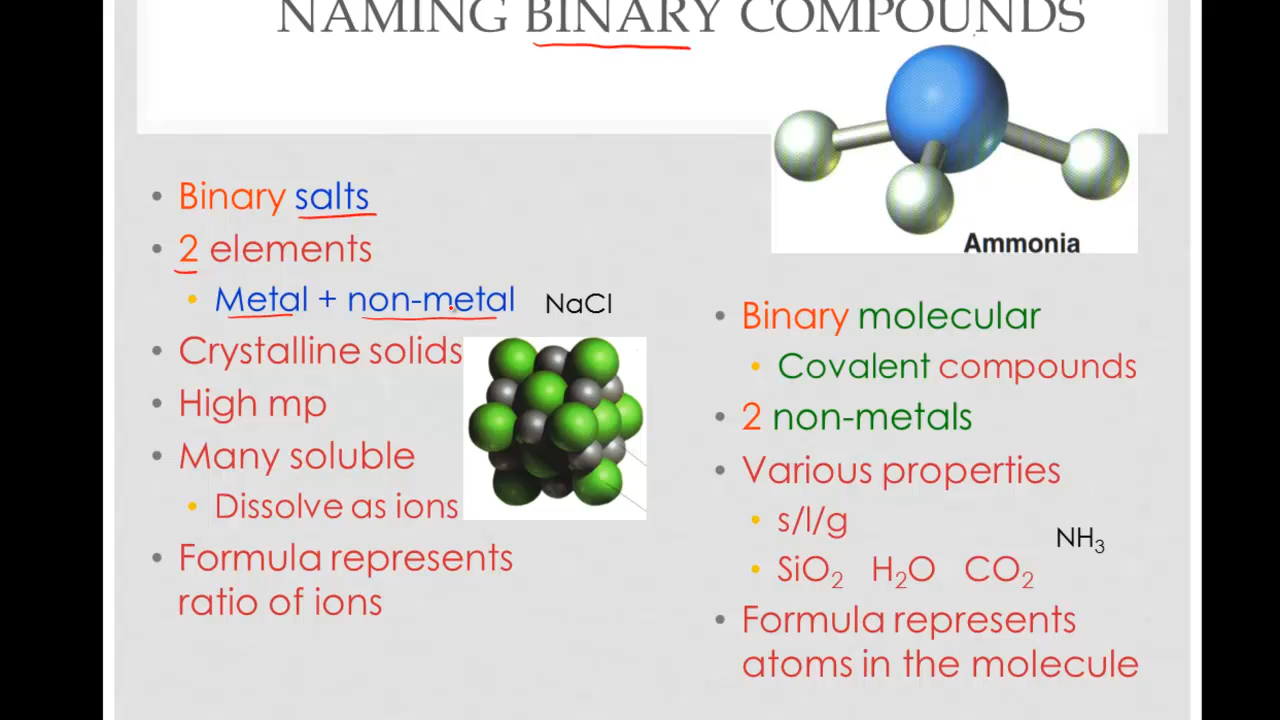 NAMING BINARY COMPOUNDS
• Binary salts
• 2 elements
• Metal + non-metal NaCl
• Crystalline solids
• High mp
• Many soluble
• Dissolve as ions
• Formula represents
ratio of ions
Ammonia
• Binary molecular
• Covalent compounds
• 2 non-metals
• Various properties
• s/l/g
NH₃
• SiO₂ H₂O CO₂
• Formula represents
atoms in the molecule